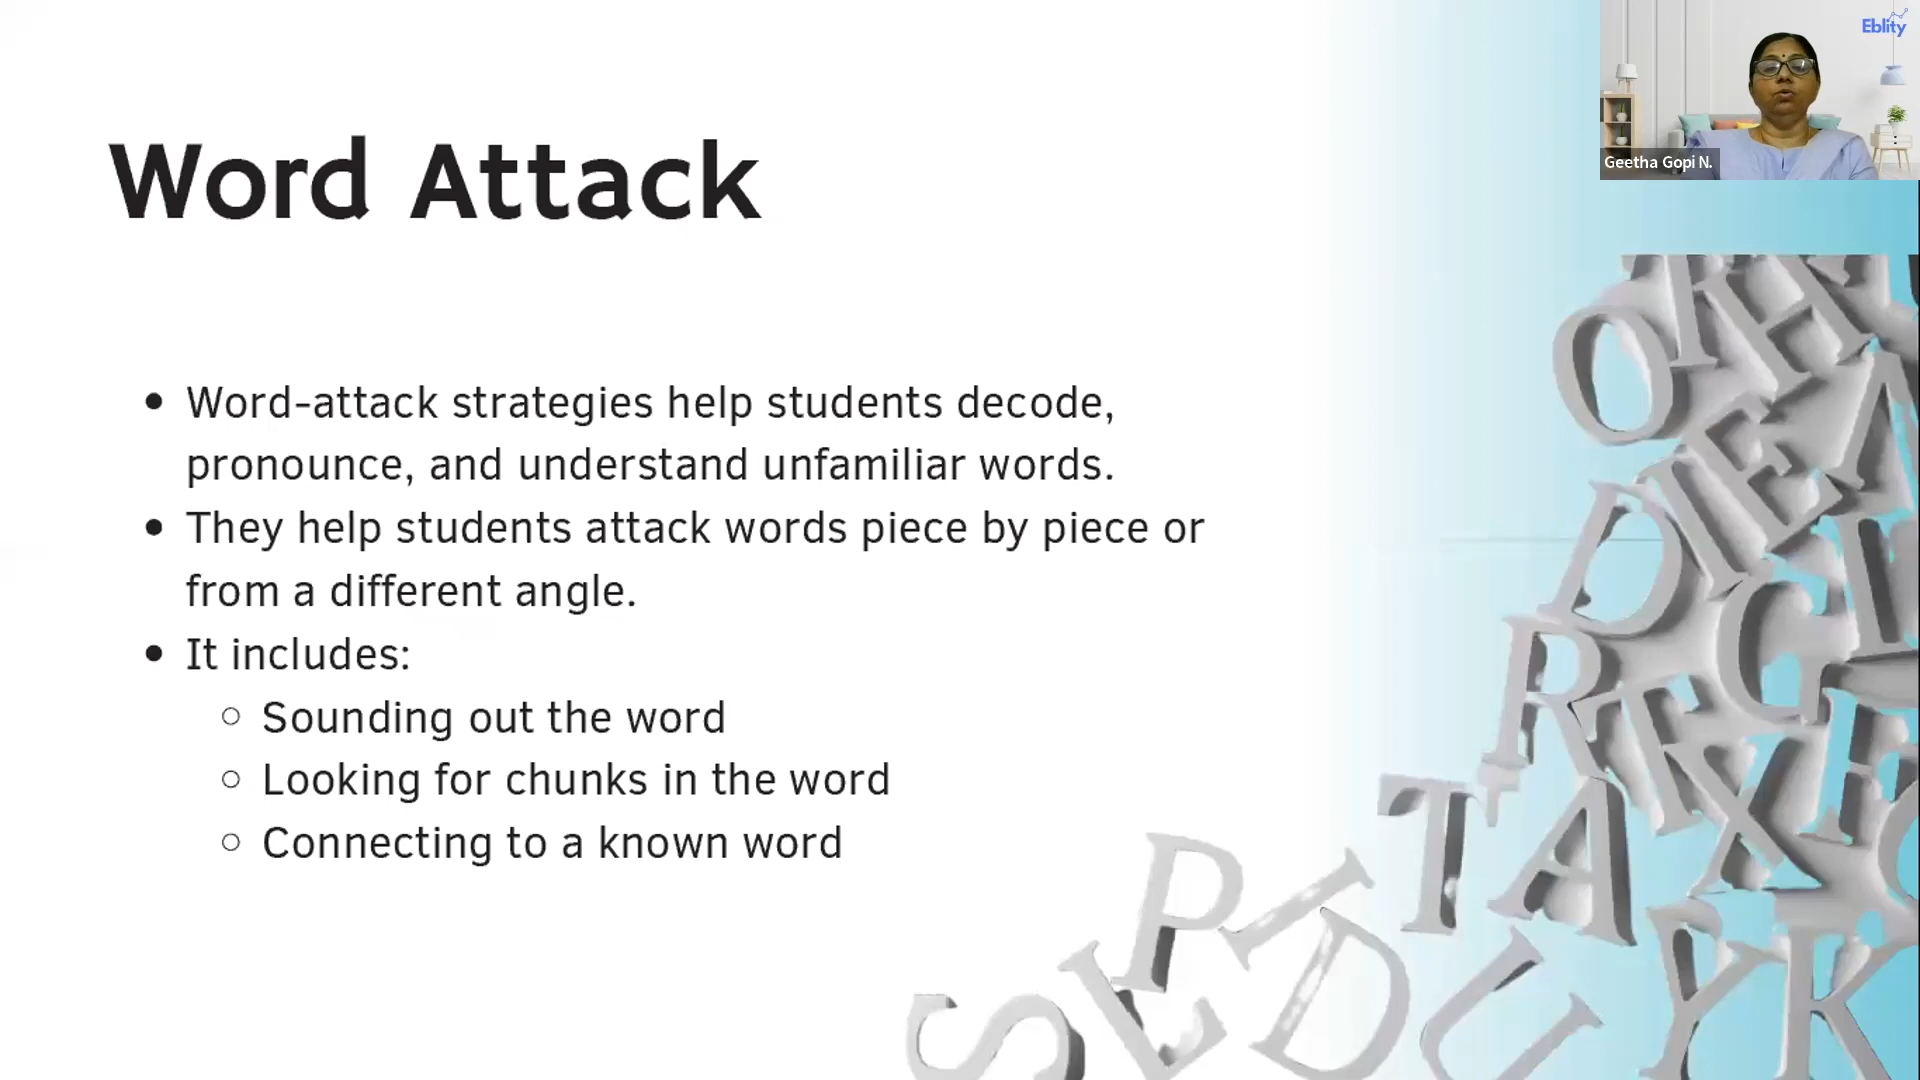 Eblity
Geetha Gopi N.
Word Attack
• Word-attack strategies help students decode,
pronounce, and understand unfamiliar words.
• They help students attack words piece by piece or
from a different angle.
• It includes:
○ Sounding out the word
○ Looking for chunks in the word
○ Connecting to a known word